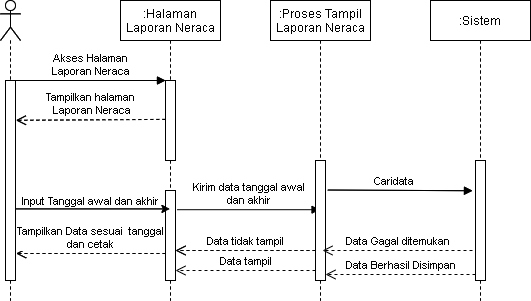 :Halaman
Laporan Neraca
:Proses Tampil
Laporan Neraca
:Sistem
Akses Halaman
Laporan Neraca
Tampilkan halaman
Laporan Neraca
Kirim data tanggal awal
dan akhir
Caridata
Input Tanggal awal dan akhir
Tampilkan Data sesuai tanggal
dan cetak
Data tidak tampil
Data Gagal ditemukan
Data tampil
Data Berhasil Disimpan